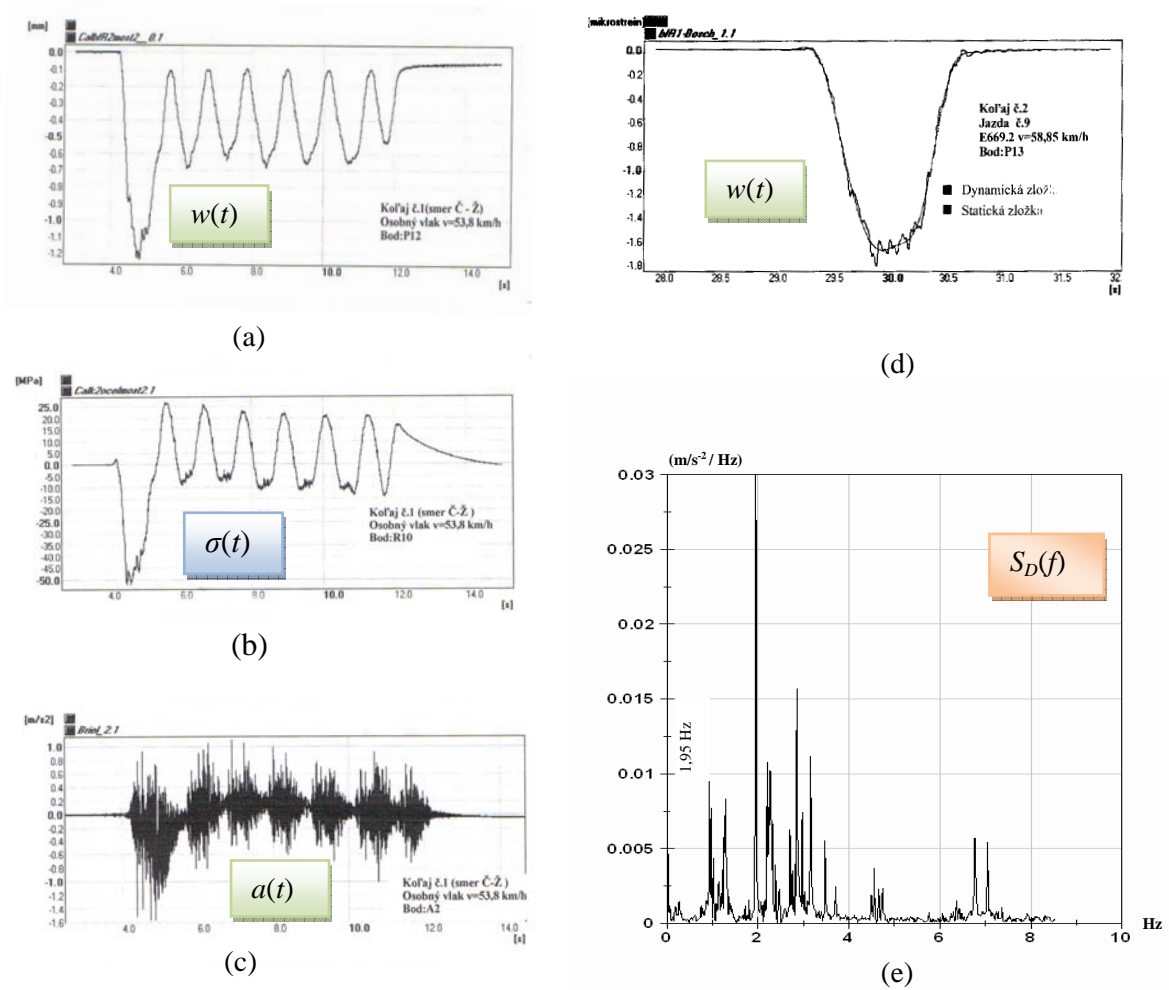 [mm]
CalbfR2most2_ 0.1
0.0
-0.1
-0.2
-0.3
-0.4
-0.5
-0.6
-0.7
-0.8
-0.9
-1.0
-1.1
-1.2
4.0 6.0 8.0 10.0 12.0 14.0
[s]
w(t)
Koľaj č.1(smer Č - Ž)
Osobný vlak v=53,8 km/h
Bod:P12
(a)
[MPa]
Calk2ocelmost2.1
25.0
20.0
15.0
10.0
5.0
0.0
-5.0
-10.0
-15.0
-20.0
-25.0
-30.0
-35.0
-40.0
-45.0
-50.0
4.0 6.0 8.0 10.0 12.0
[s]
σ(t)
Koľaj č.1 (smer Č-Ž )
Osobný vlak v=53,8 km/h
Bod:R10
(b)
[m/s2]
Briel_2.1
1.0
0.8
0.6
0.4
0.2
0.0
-0.2
-0.4
-0.6
-0.8
-1.0
-1.2
-1.4
-1.6
4.0 6.0 8.0 10.0 12.0 14.0
[s]
a(t)
Koľaj č.1 (smer Č-Ž )
Osobný vlak v=53,8 km/h
Bod:A2
(c)
[mikrostrein]
bfR1-Bosch_1.1
0.0
-0.2
-0.4
-0.6
-0.8
-1.0
-1.2
-1.4
-1.6
-1.8
28.0 28.5 29.0 29.5 30.0 30.5 31.0 31.5 32.
[s]
w(t)
Koľaj č.2
Jazda č.9
E669.2 v=58,85 km/h
Bod:P13
Dynamická
Statická zložka
(d)
(m/s⁻² / Hz)
0.03
0.025
0.02
0.015
0.01
0.005
0
0 2 4 6 8 10 Hz
1,95 Hz
S_D(f)
(e)